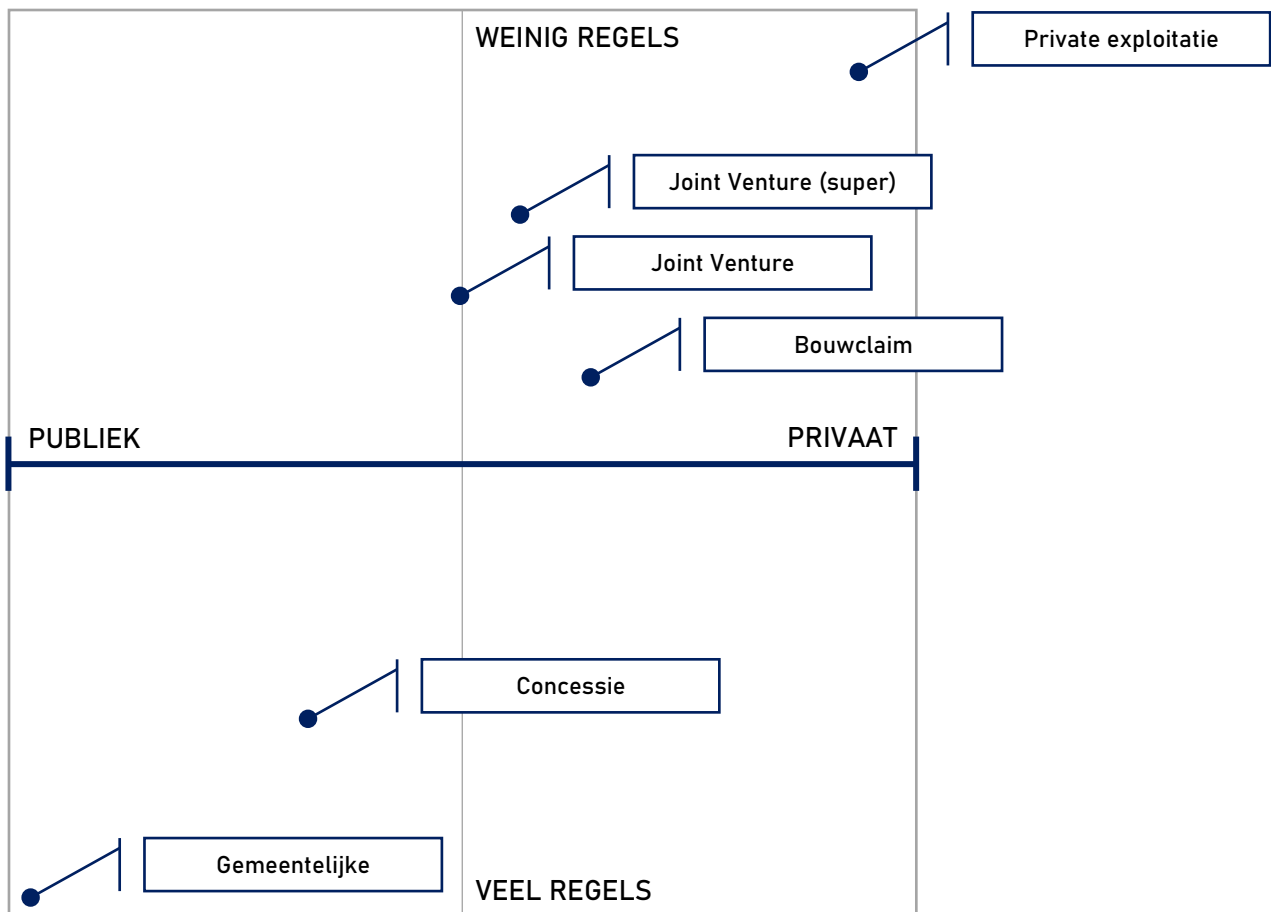 WEINIG REGELS
Private exploitatie
Joint Venture (super)
Joint Venture
Bouwclaim
PUBLIEK
PRIVAAT
Concessie
Gemeentelijke
VEEL REGELS